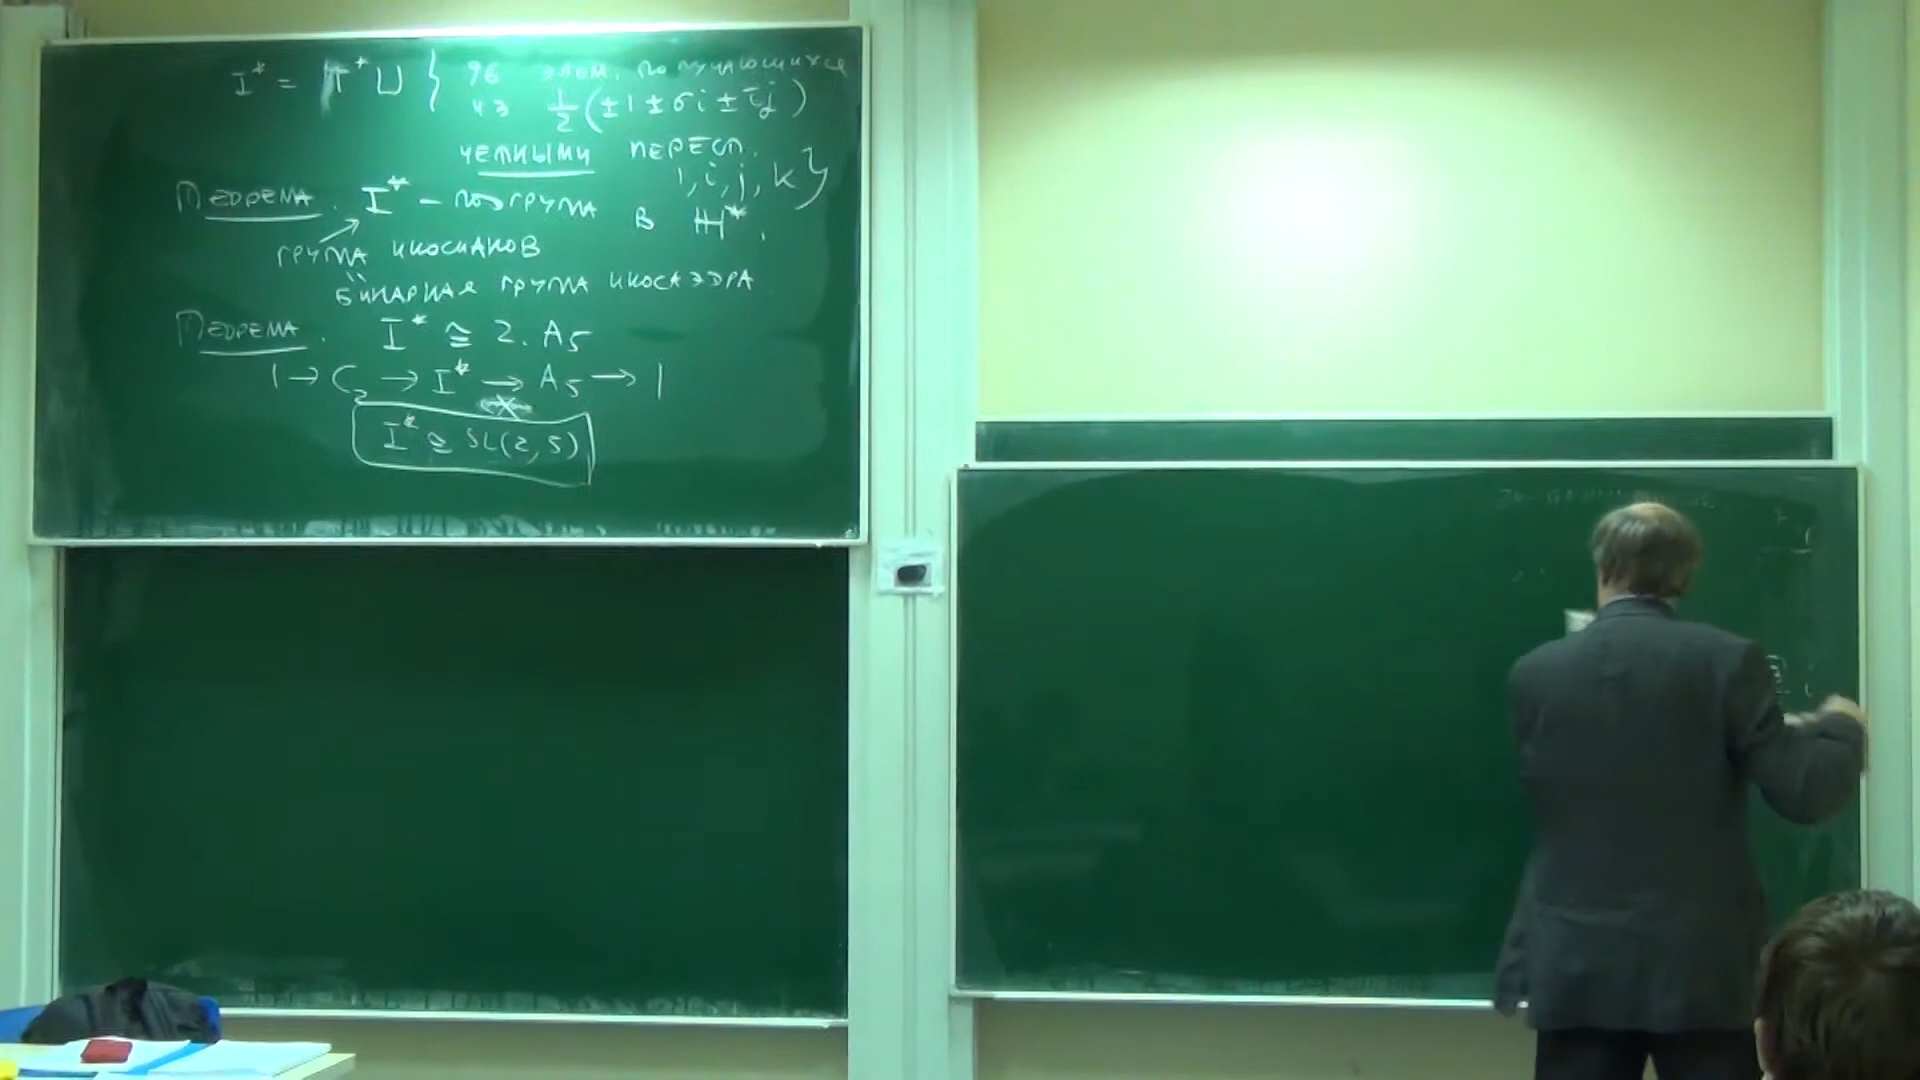 I* = T* ⊔ { 96 элем. получающихся
из 1/2 (±1 ± σi ± τj)
чётными перест.
1, i, j, k }
Теорема. I* – подгруппа в ℍ*.
группа икосианов
бинарная группа икосаэдра
Теорема. I* ≅ 2. A₅
1 → C₂ → I* → A₅ → 1
I* ≅ SL(2,5)